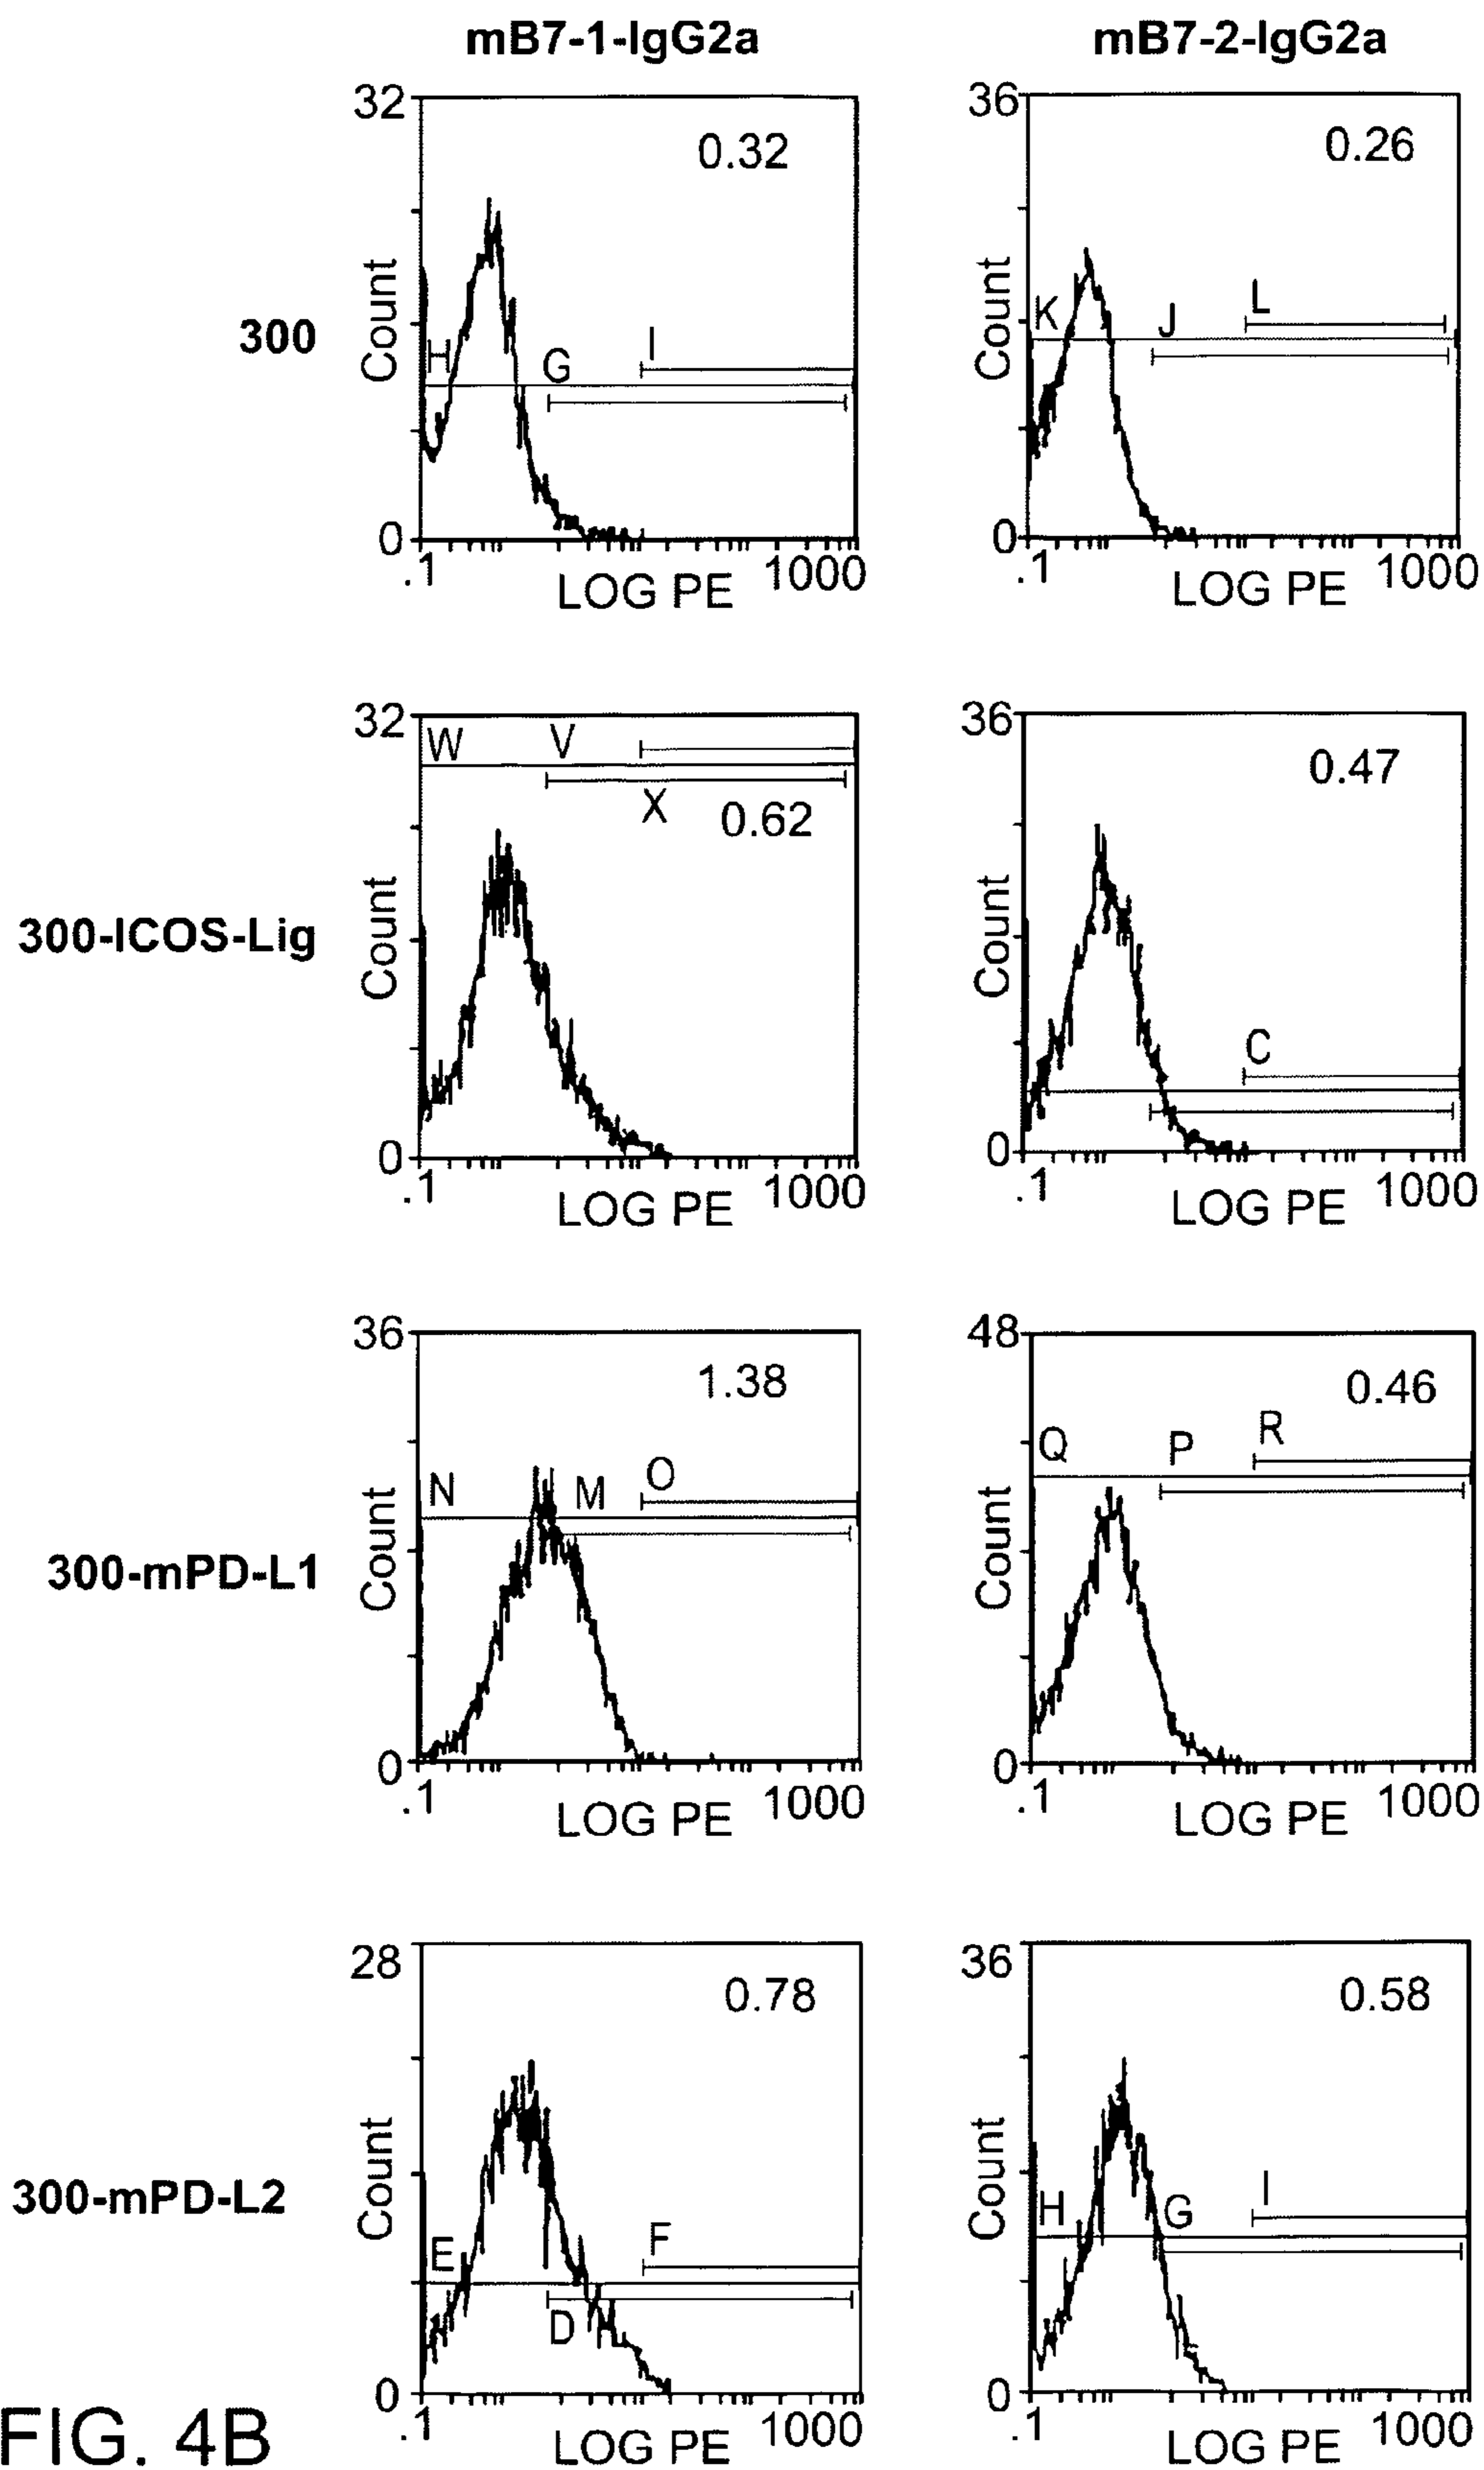 mB7-1-IgG2a mB7-2-IgG2a
32 36
0.32 0.26
300
Count Count
H G I K J L
0 0
.1 1000 .1 1000
LOG PE LOG PE
32 36
W V 0.47
X 0.62
300-ICOS-Lig
Count Count
C
0 0
.1 1000 .1 1000
LOG PE LOG PE
36 48
1.38 0.46
N M O Q P R
300-mPD-L1
Count Count
0 0
.1 1000 .1 1000
LOG PE LOG PE
28 36
0.78 0.58
300-mPD-L2
Count Count
E F H G I
D
0 0
.1 1000 .1 1000
LOG PE LOG PE
FIG. 4B